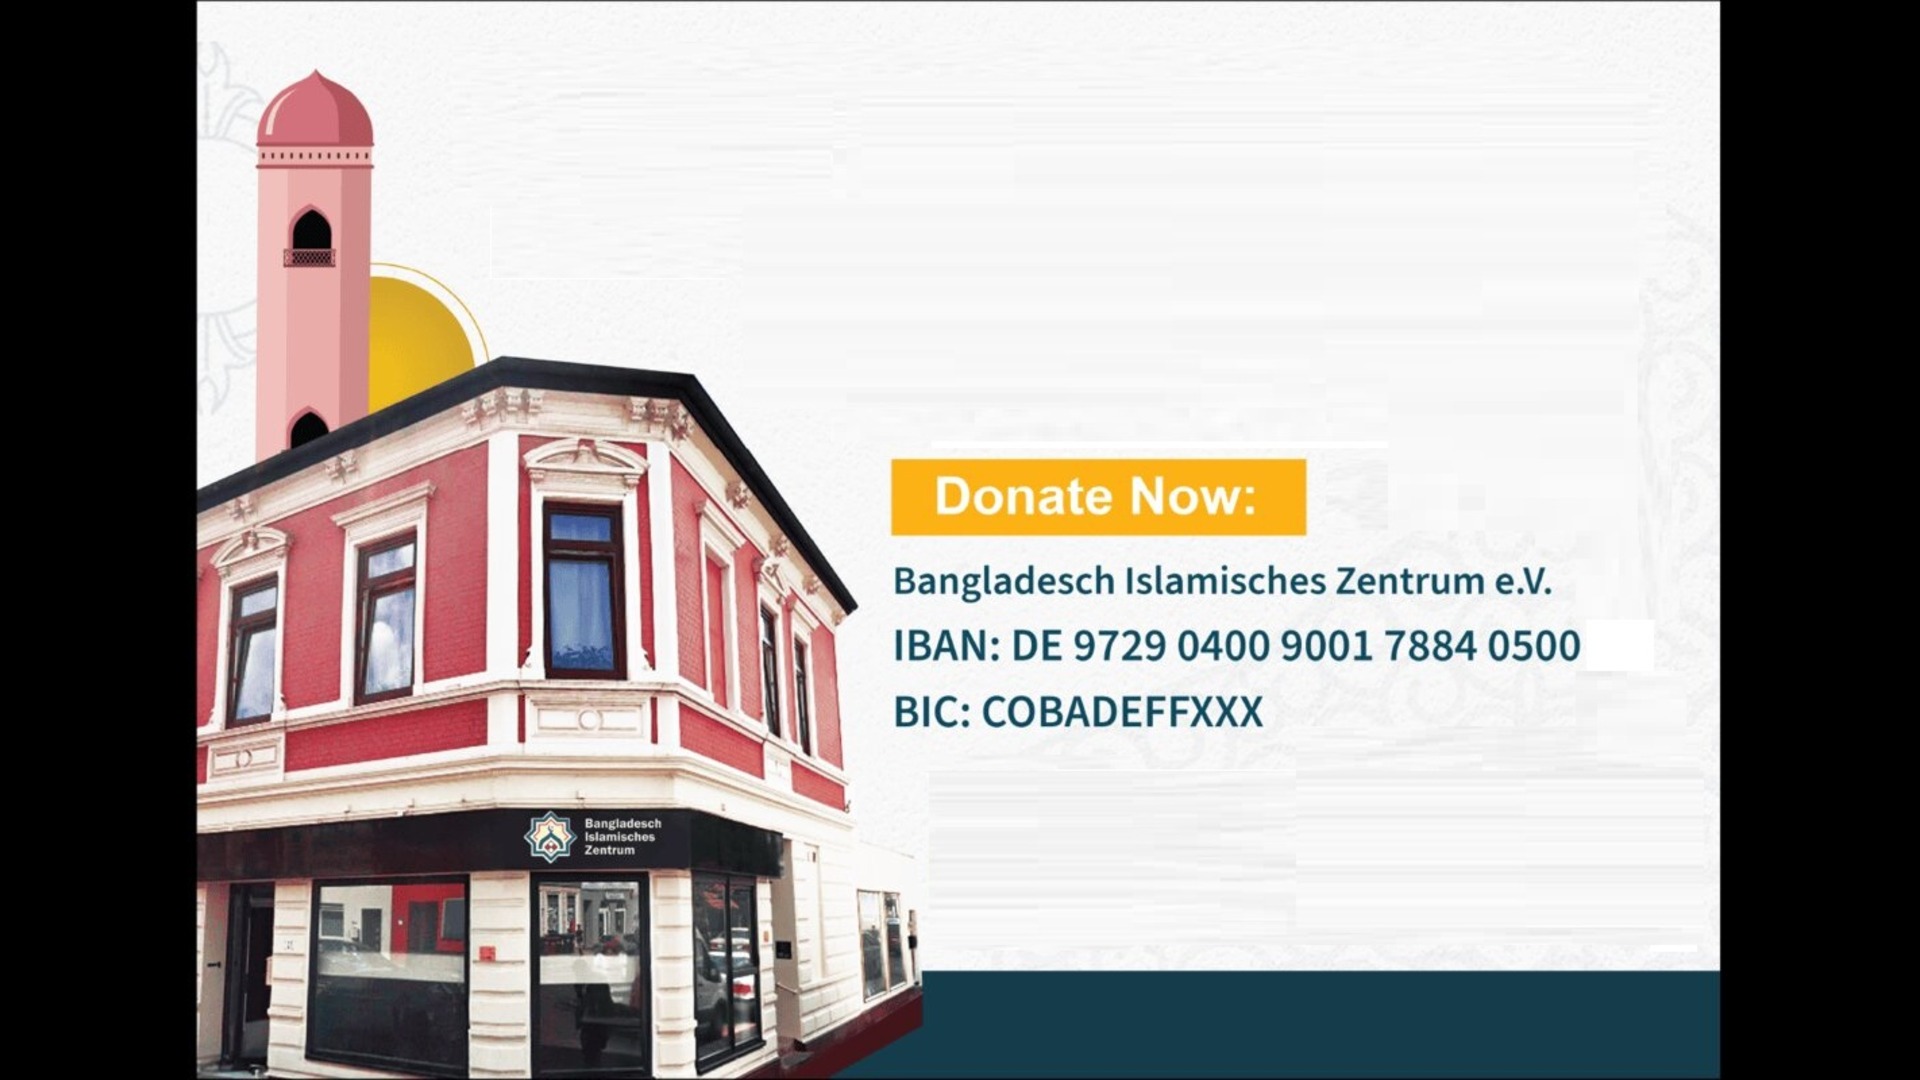 Donate Now:
Bangladesch Islamisches Zentrum e.V.
IBAN: DE 9729 0400 9001 7884 0500
BIC: COBADEFFXXX
Bangladesch
Islamisches
Zentrum